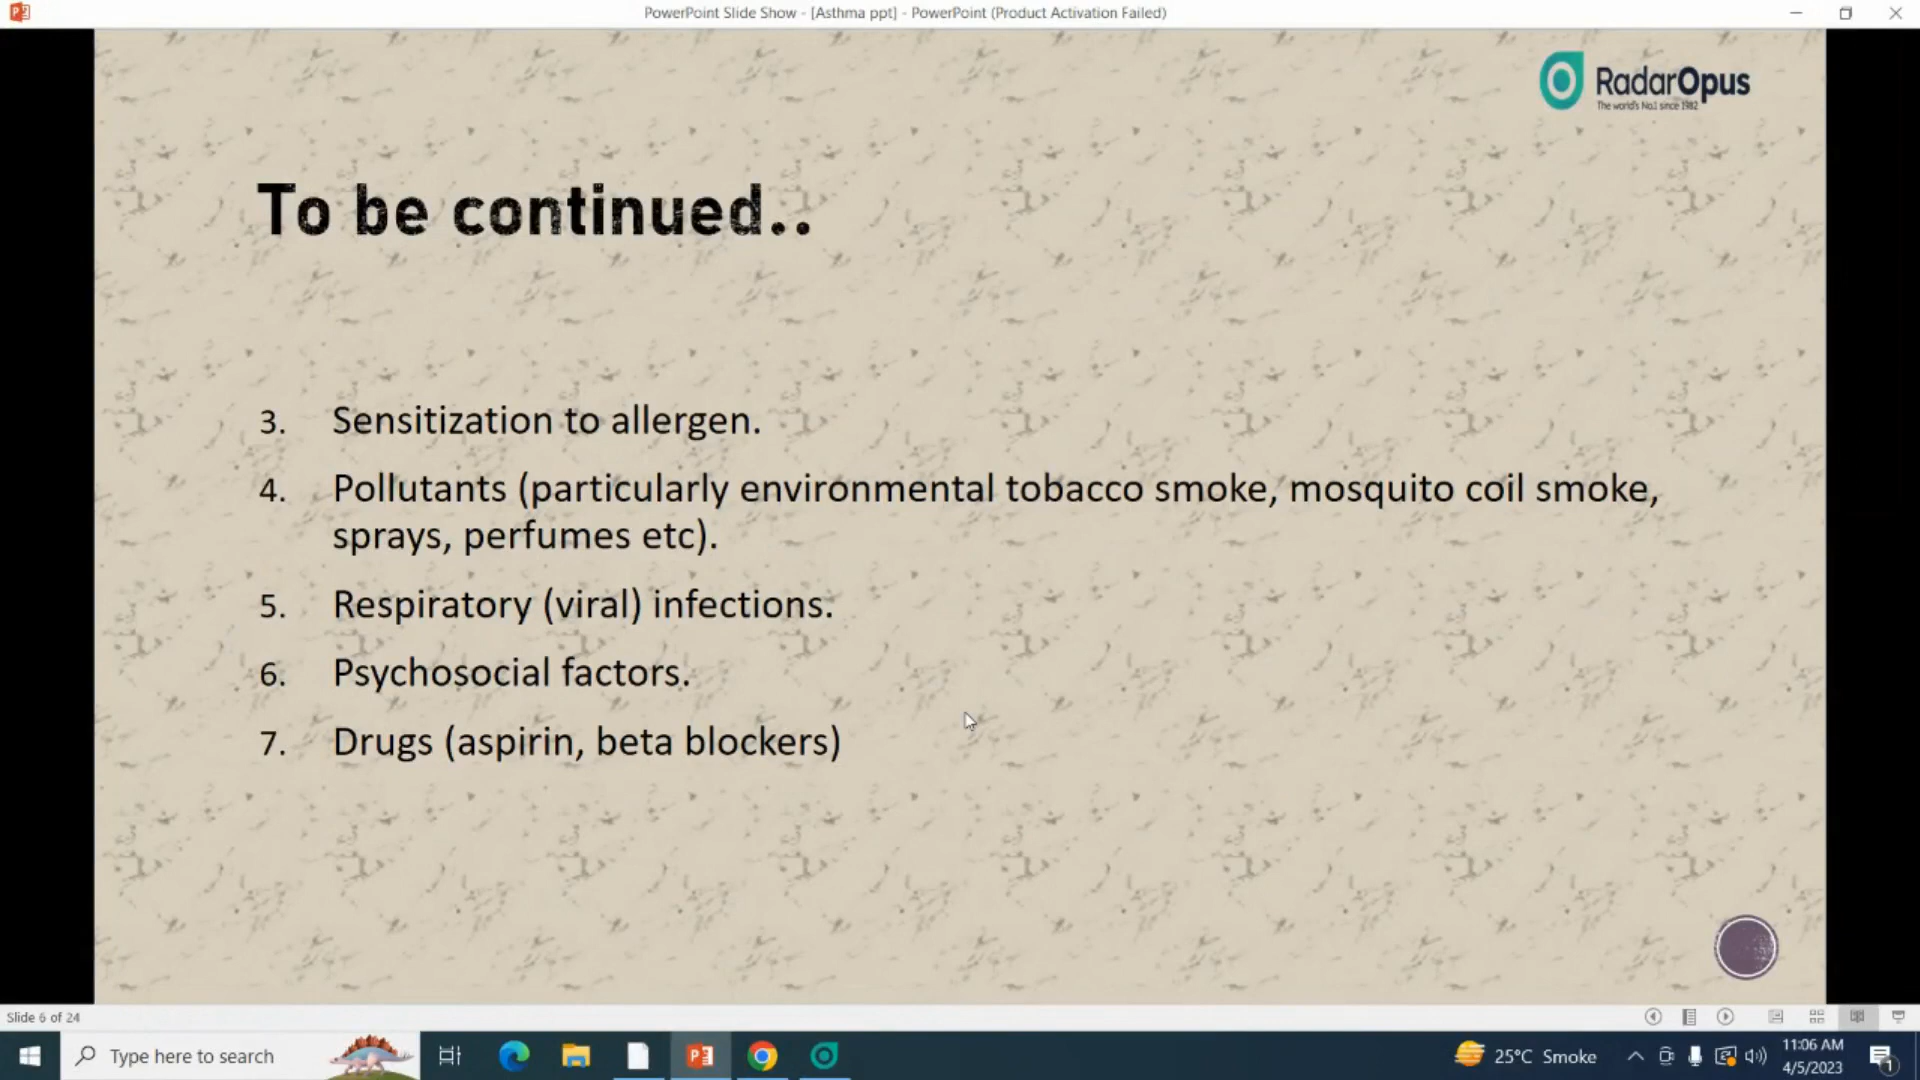 PowerPoint Slide Show - [Asthma ppt] - PowerPoint (Product Activation Failed)
RadarOpus
The world's No.1 since 1982
To be continued..
3. Sensitization to allergen.
4. Pollutants (particularly environmental tobacco smoke, mosquito coil smoke,
sprays, perfumes etc).
5. Respiratory (viral) infections.
6. Psychosocial factors.
7. Drugs (aspirin, beta blockers)
Slide 6 of 24
Type here to search
25°C Smoke
11:06 AM
4/5/2023
1